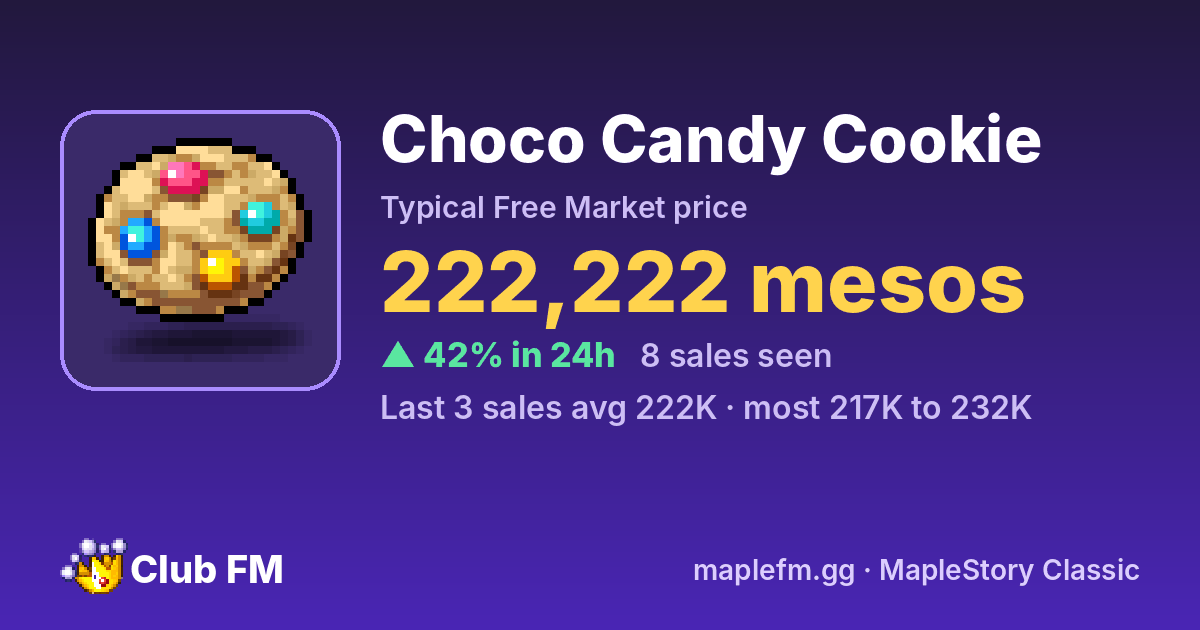 Choco Candy Cookie
Typical Free Market price
222,222 mesos
▲ 42% in 24h 8 sales seen
Last 3 sales avg 222K · most 217K to 232K
Club FM
maplefm.gg · MapleStory Classic